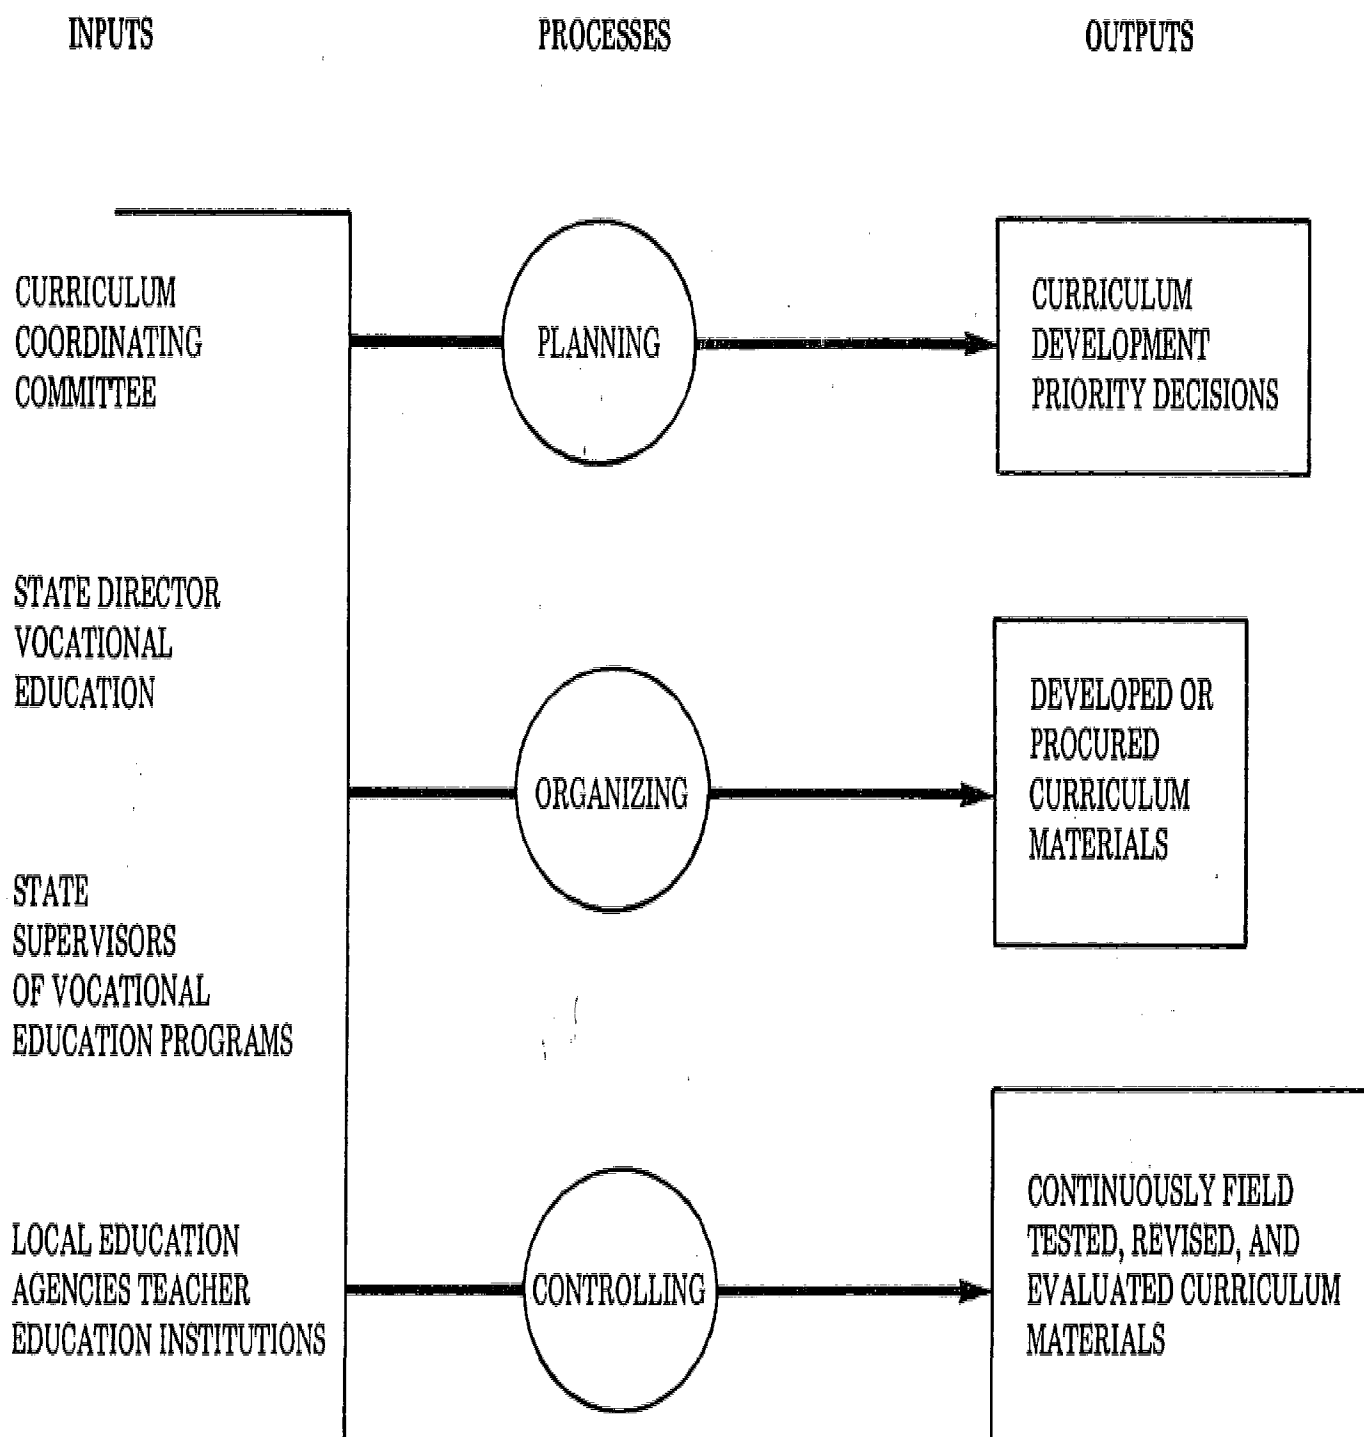 INPUTS
PROCESSES
OUTPUTS
CURRICULUM
COORDINATING
COMMITTEE
PLANNING
CURRICULUM
DEVELOPMENT
PRIORITY DECISIONS
STATE DIRECTOR
VOCATIONAL
EDUCATION
ORGANIZING
DEVELOPED OR
PROCURED
CURRICULUM
MATERIALS
STATE
SUPERVISORS
OF VOCATIONAL
EDUCATION PROGRAMS
LOCAL EDUCATION
AGENCIES TEACHER
EDUCATION INSTITUTIONS
CONTROLLING
CONTINUOUSLY FIELD
TESTED, REVISED, AND
EVALUATED CURRICULUM
MATERIALS